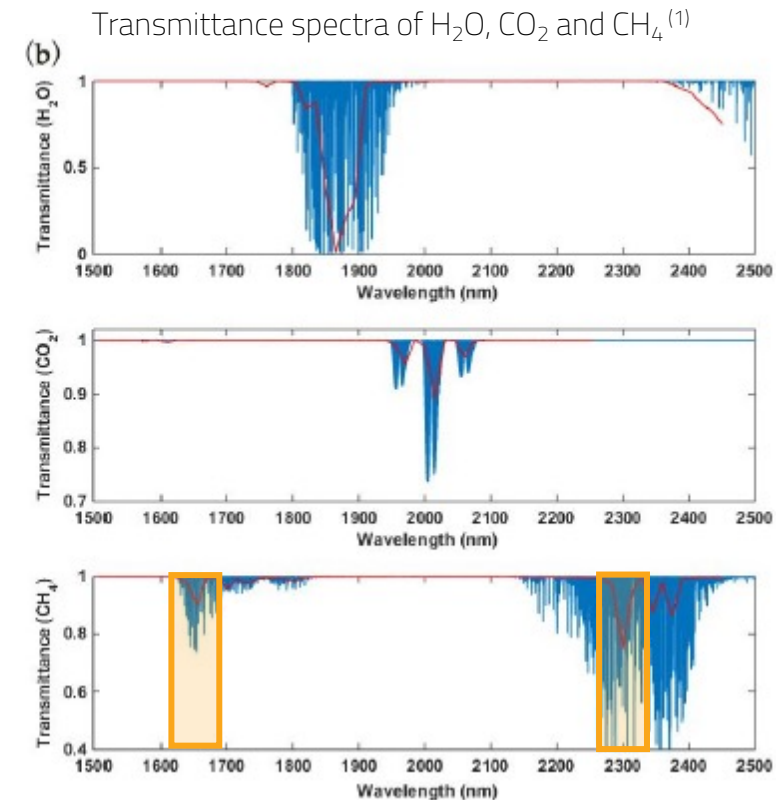 Transmittance spectra of H₂O, CO₂ and CH₄ ⁽¹⁾
(b)
Transmittance (H₂O)
1
0.5
0
1500 1600 1700 1800 1900 2000 2100 2200 2300 2400 2500
Wavelength (nm)
Transmittance (CO₂)
1
0.9
0.8
0.7
1500 1600 1700 1800 1900 2000 2100 2200 2300 2400 2500
Wavelength (nm)
Transmittance (CH₄)
1
0.8
0.6
0.4
1500 1600 1700 1800 1900 2000 2100 2200 2300 2400 2500
Wavelength (nm)